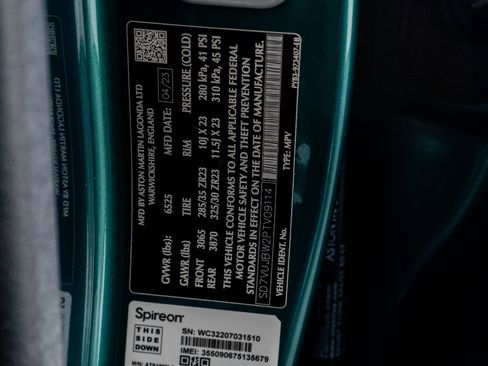 MFD BY ASTON MARTIN LAGONDA LTD
WARWICKSHIRE, ENGLAND
04/23
GVWR (lbs): 6525 MFD DATE:
GAWR (lbs): TIRE RIM PRESSURE (COLD)
FRONT 3065 285/35 ZR23 10J X 23 280 kPa, 41 PSI
REAR 3870 325/30 ZR23 11.5J X 23 310 kPa, 45 PSI
THIS VEHICLE CONFORMS TO ALL APPLICABLE FEDERAL
MOTOR VEHICLE SAFETY AND THEFT PREVENTION
STANDARDS IN EFFECT ON THE DATE OF MANUFACTURE.
SD7VUJBW2PTV09114
VEHICLE IDENT. No. TYPE: MPV
PY83-973402-EB
Spireon
THIS
SIDE
DOWN
SN: WC32207031510
IMEI: 355090675135679